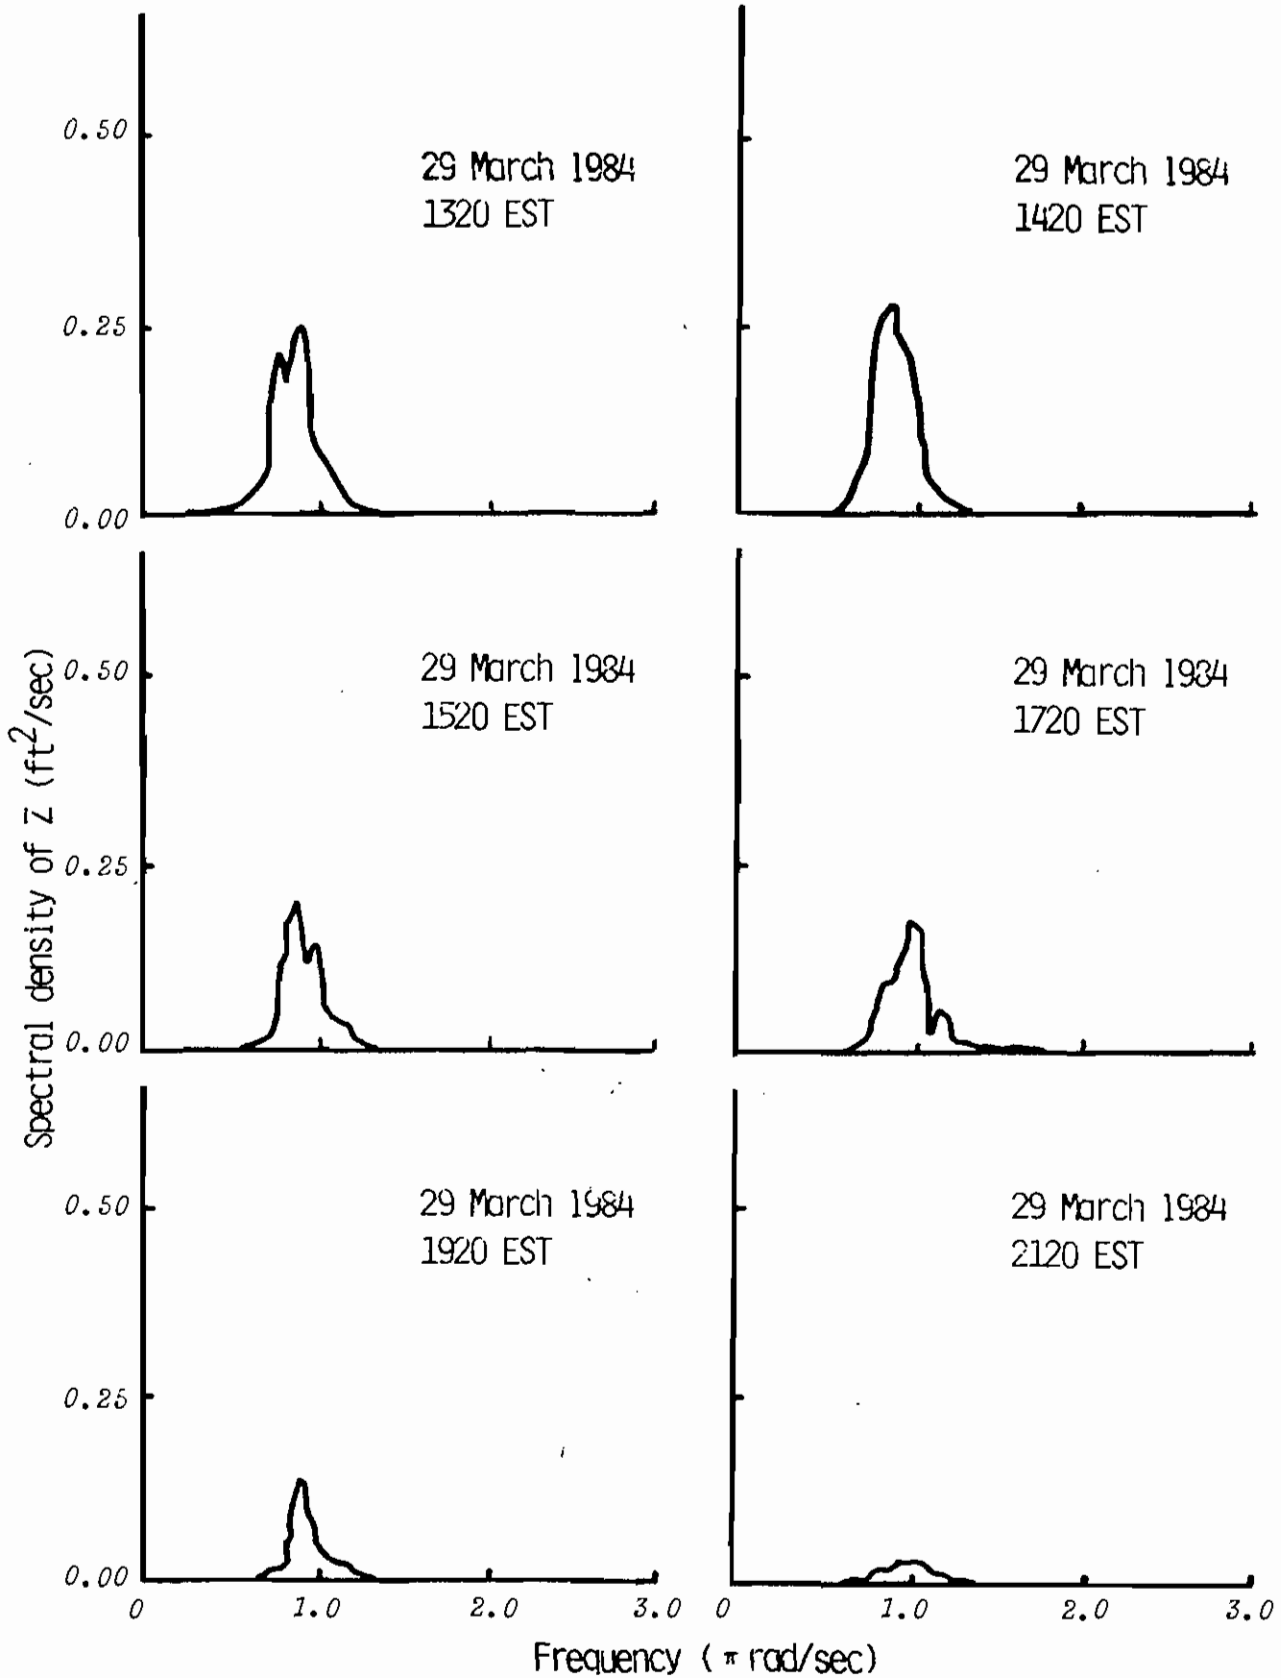 0.50
29 March 1984
1320 EST
0.25
0.00
29 March 1984
1420 EST
Spectral density of Z (ft²/sec)
0.50
29 March 1984
1520 EST
0.25
0.00
29 March 1984
1720 EST
0.50
29 March 1984
1920 EST
0.25
0.00
0 1.0 2.0 3.0
29 March 1984
2120 EST
0 1.0 2.0 3.0
Frequency (π rad/sec)